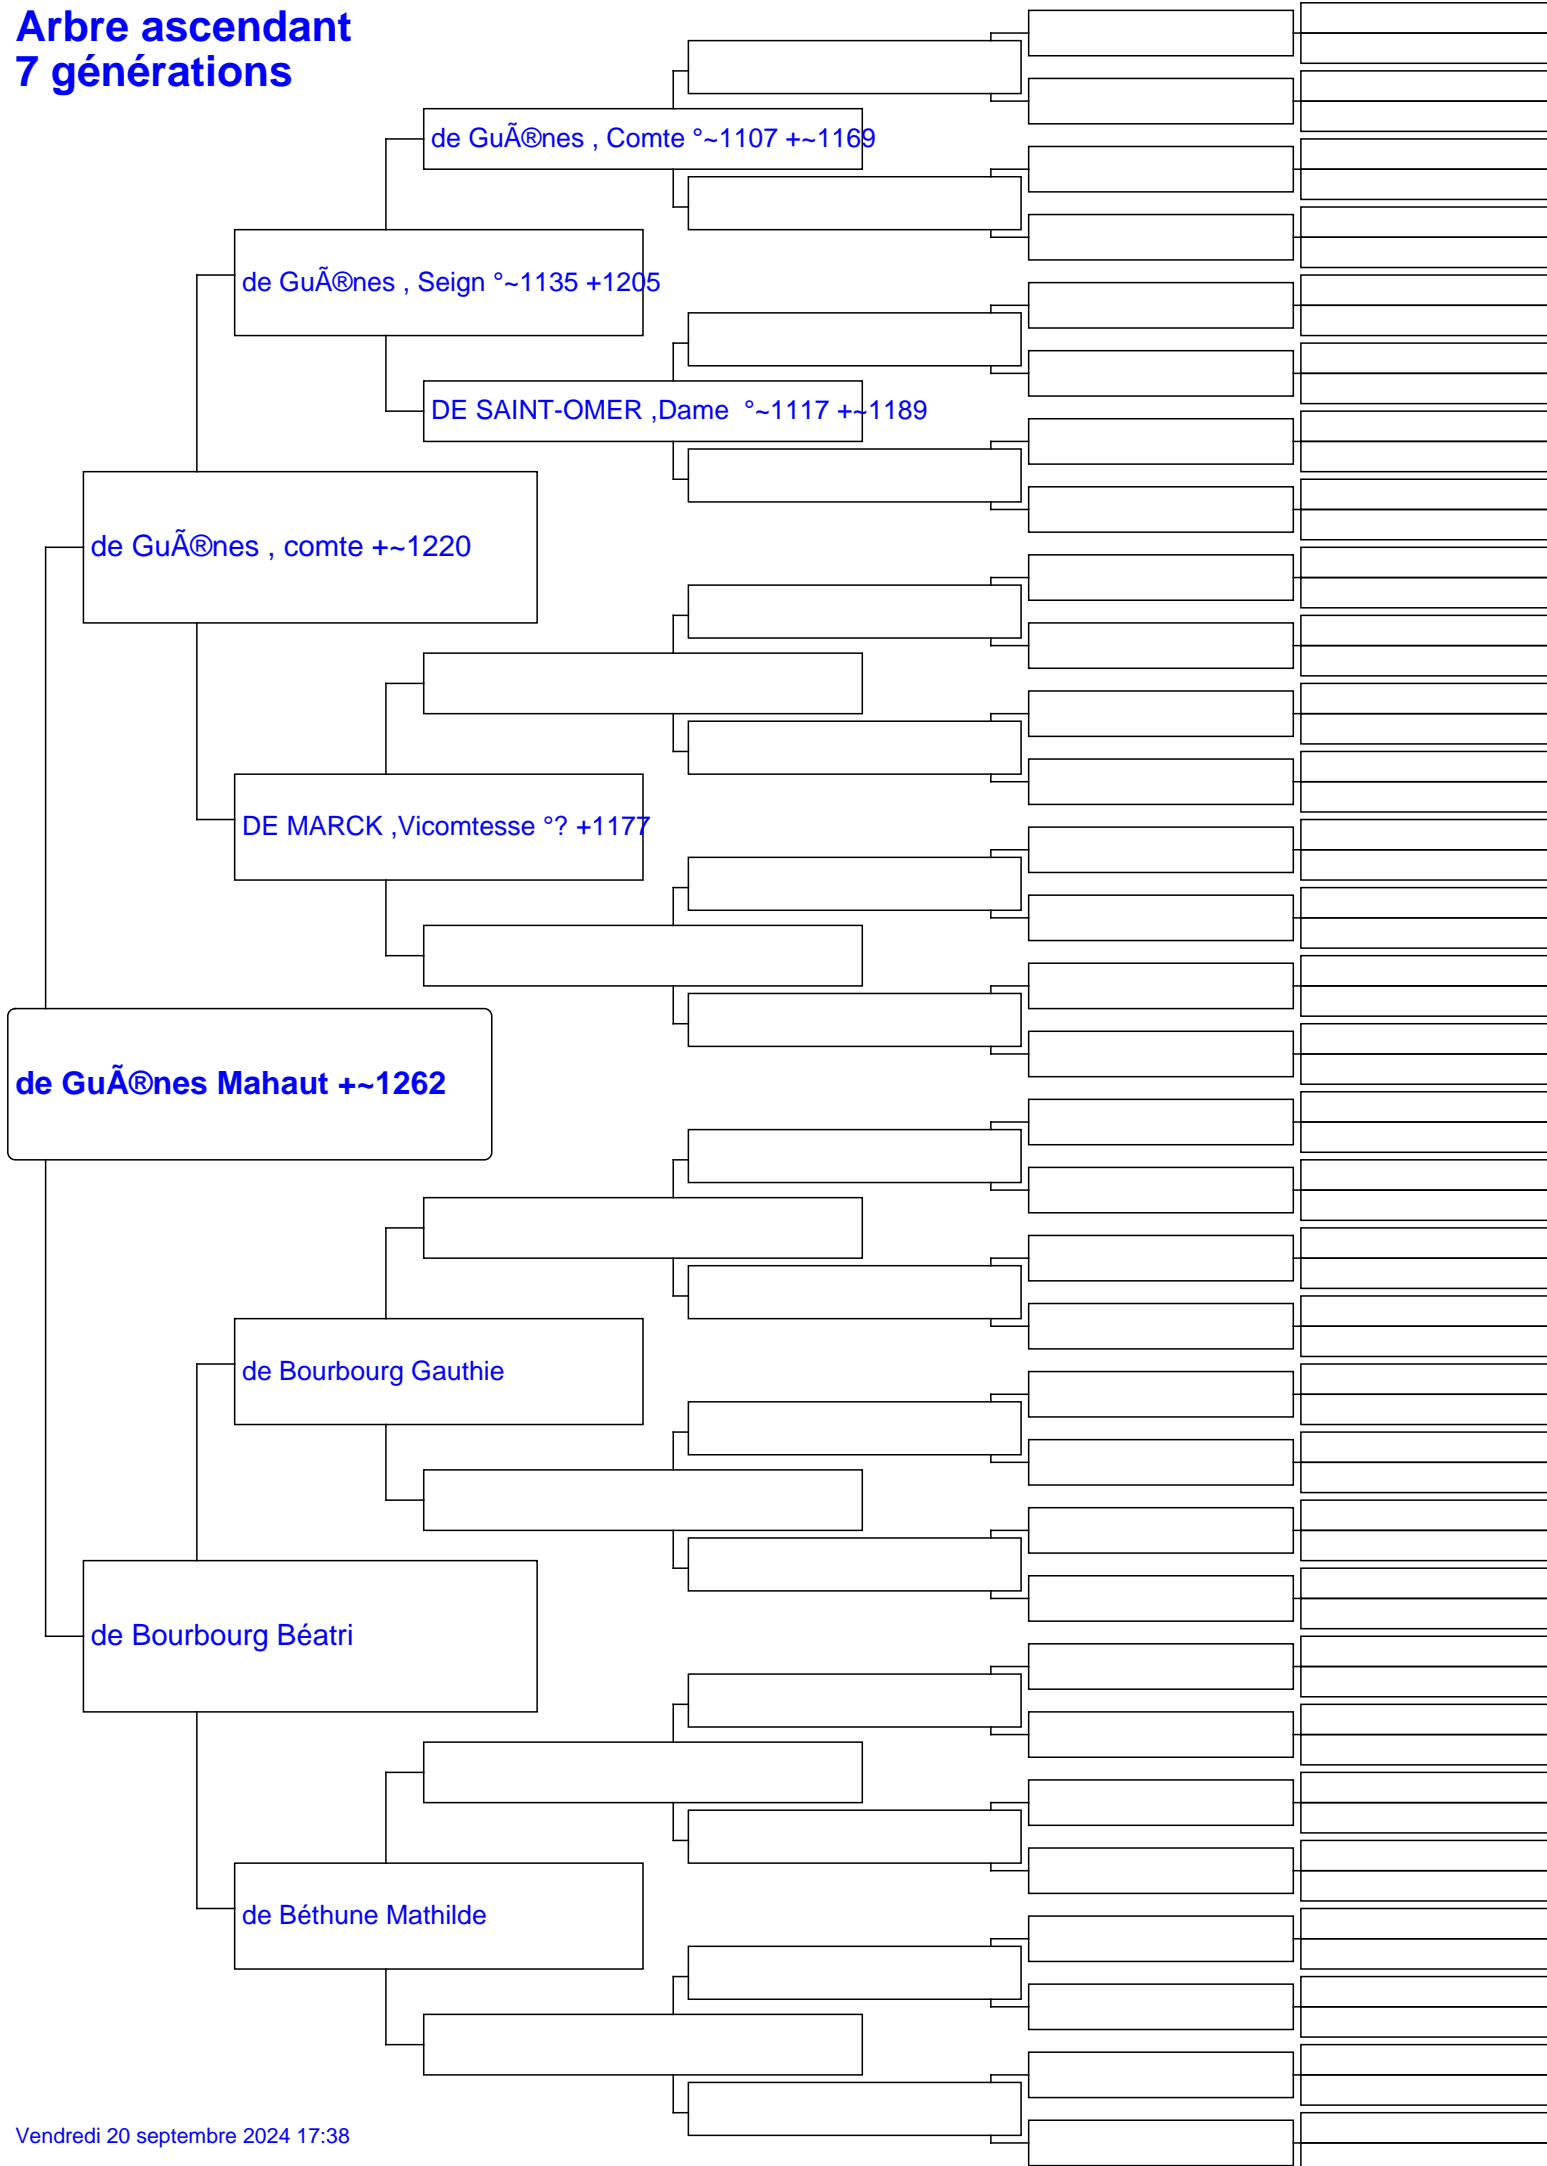 Arbre ascendant
7 générations
de GuÃ®nes , Comte °~1107 +~1169
de GuÃ®nes , Seign °~1135 +1205
DE SAINT-OMER ,Dame  °~1117 +~1189
de GuÃ®nes , comte +~1220
DE MARCK ,Vicomtesse °? +1177
de GuÃ®nes Mahaut +~1262
de Bourbourg Gauthie
de Bourbourg Béatri
de Béthune Mathilde
Vendredi 20 septembre 2024 17:38